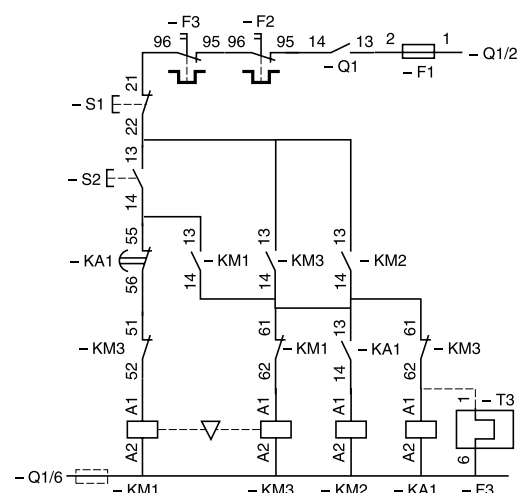 – F3 – F2
96 95 96 95 14 13 2 1 – Q1/2
– Q1 – F1
21
– S1
22
13
– S2
14
55 13 13 13
– KA1 – KM1 – KM3 – KM2
56 14 14 14
51 61 13 61
– KM3 – KM1 – KA1 – KM3
52 62 14 62
1 – T3
A1 A1 A1 A1
A2 A2 A2 A2 6
– Q1/6
– KM1 – KM3 – KM2 – KA1 – F3